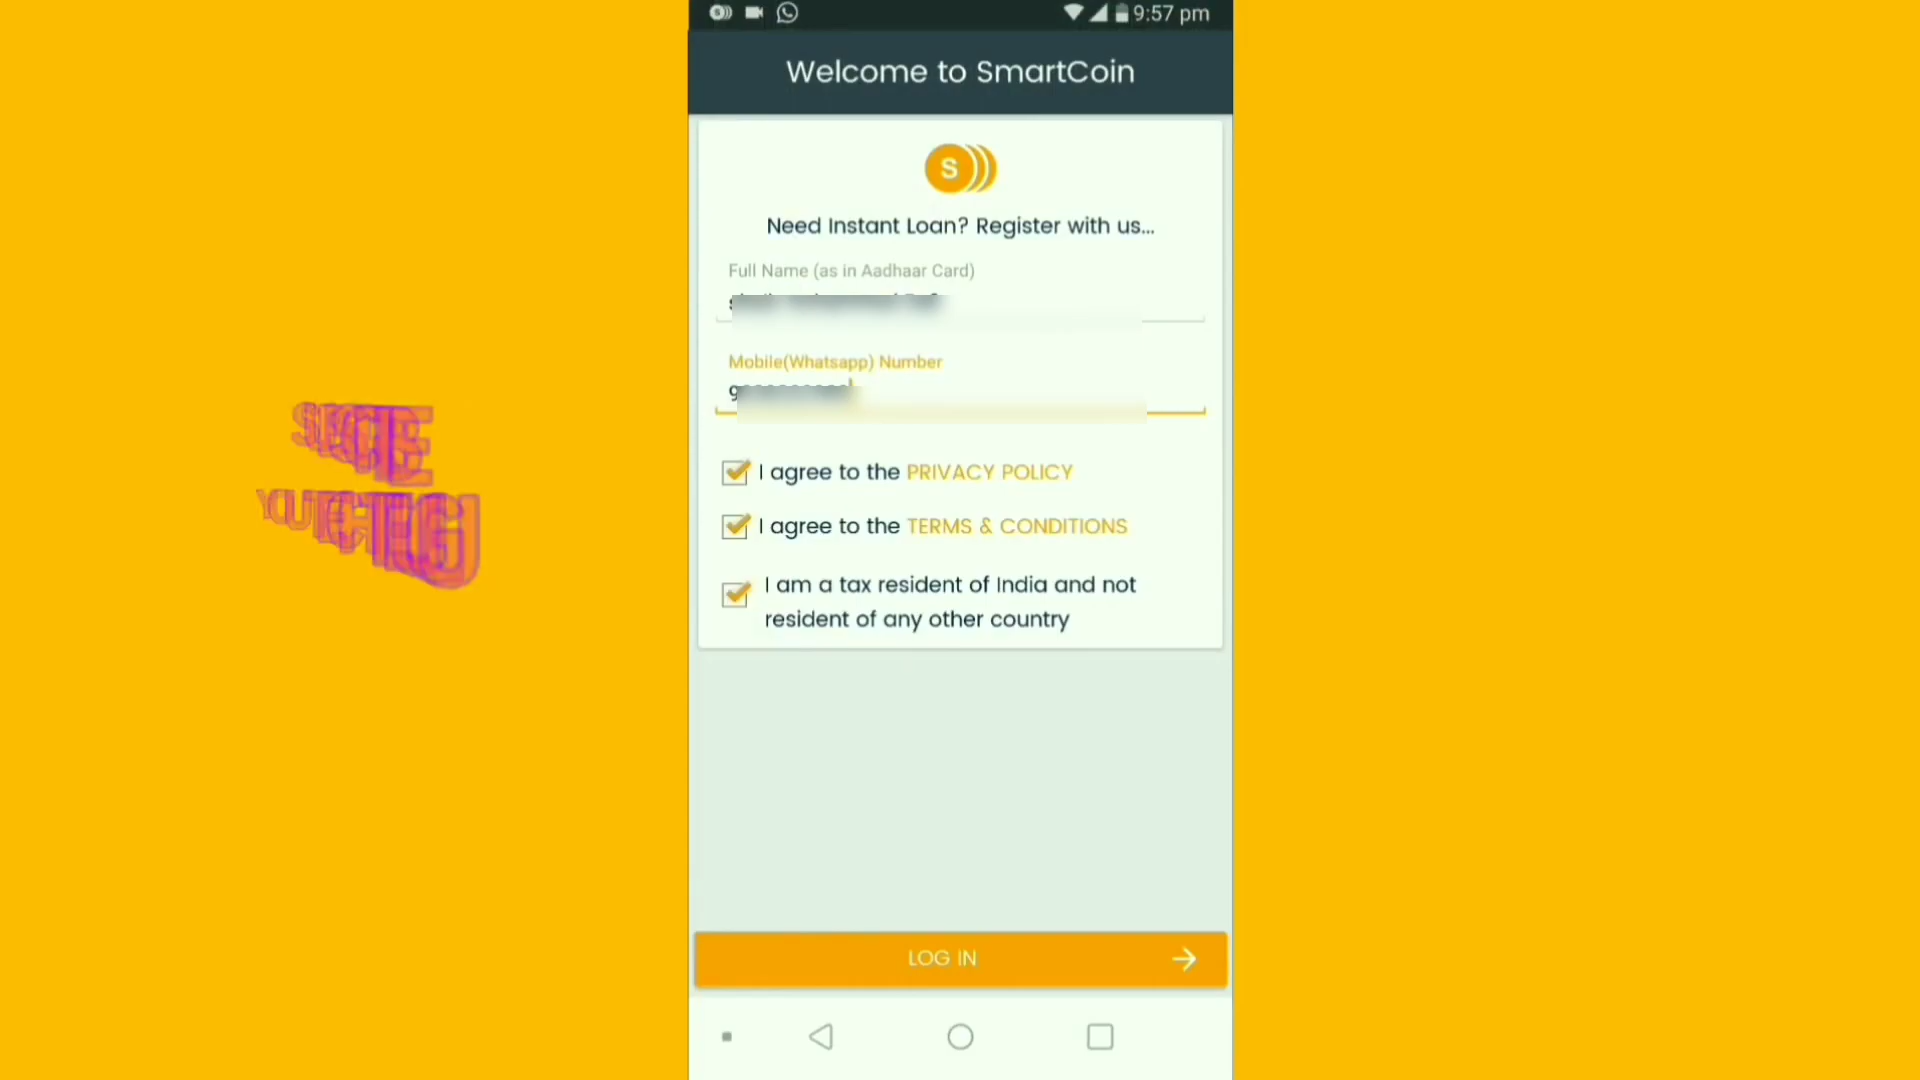 9:57 pm
Welcome to SmartCoin
S
Need Instant Loan? Register with us...
Full Name (as in Aadhaar Card)
Mobile(Whatsapp) Number
I agree to the PRIVACY POLICY
I agree to the TERMS & CONDITIONS
I am a tax resident of India and not
resident of any other country
LOG IN